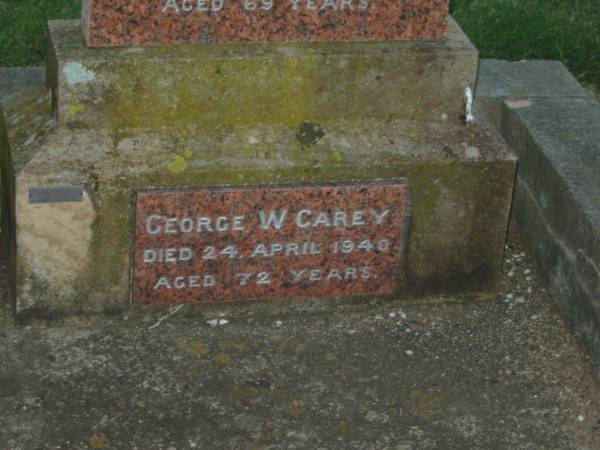 AGED 69 YEARS.
GEORGE W CAREY
DIED 24. APRIL 1940
AGED 72 YEARS.